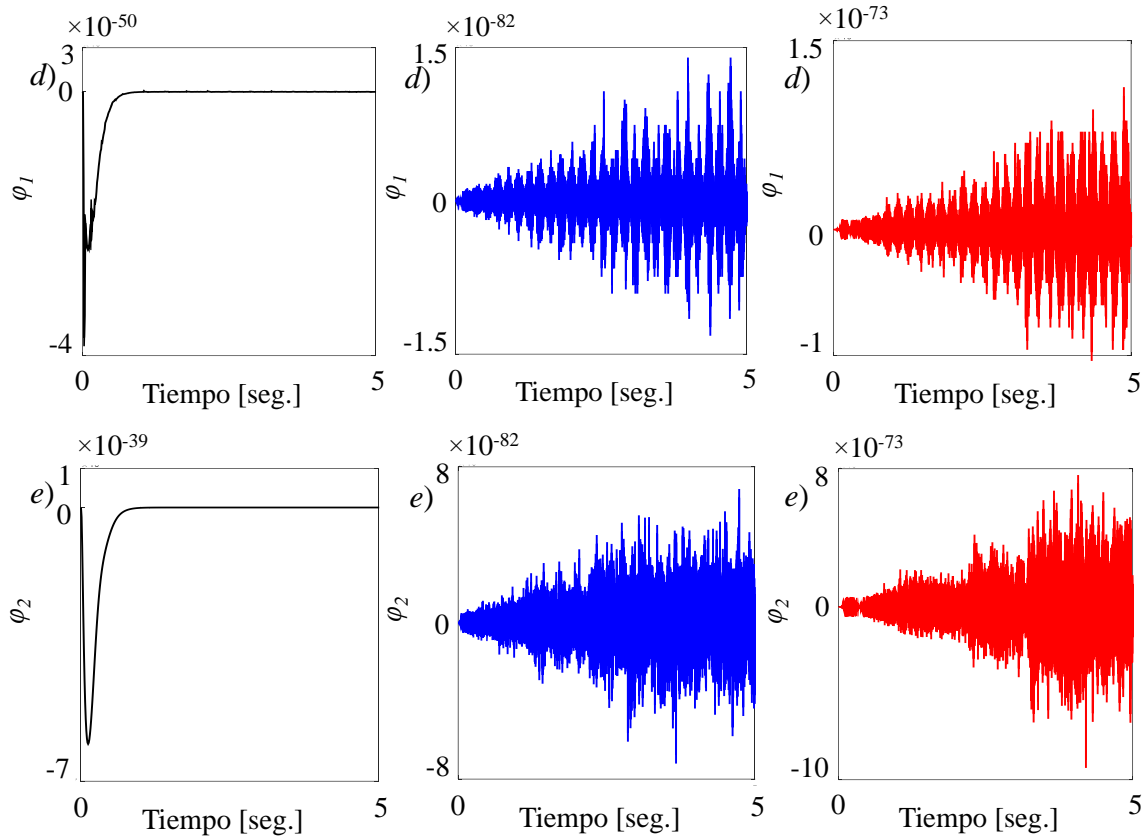 ×10-50
3
d)
0
φ1
-4
0
5
Tiempo [seg.]
×10-82
1.5
d)
φ1
0
-1.5
0
5
Tiempo [seg.]
×10-73
1.5
d)
φ1
0
-1
0
5
Tiempo [seg.]
×10-39
1
e)
0
φ2
-7
0
5
Tiempo [seg.]
×10-82
8
e)
φ2
0
-8
0
5
Tiempo [seg.]
×10-73
8
e)
φ2
0
-10
0
5
Tiempo [seg.]